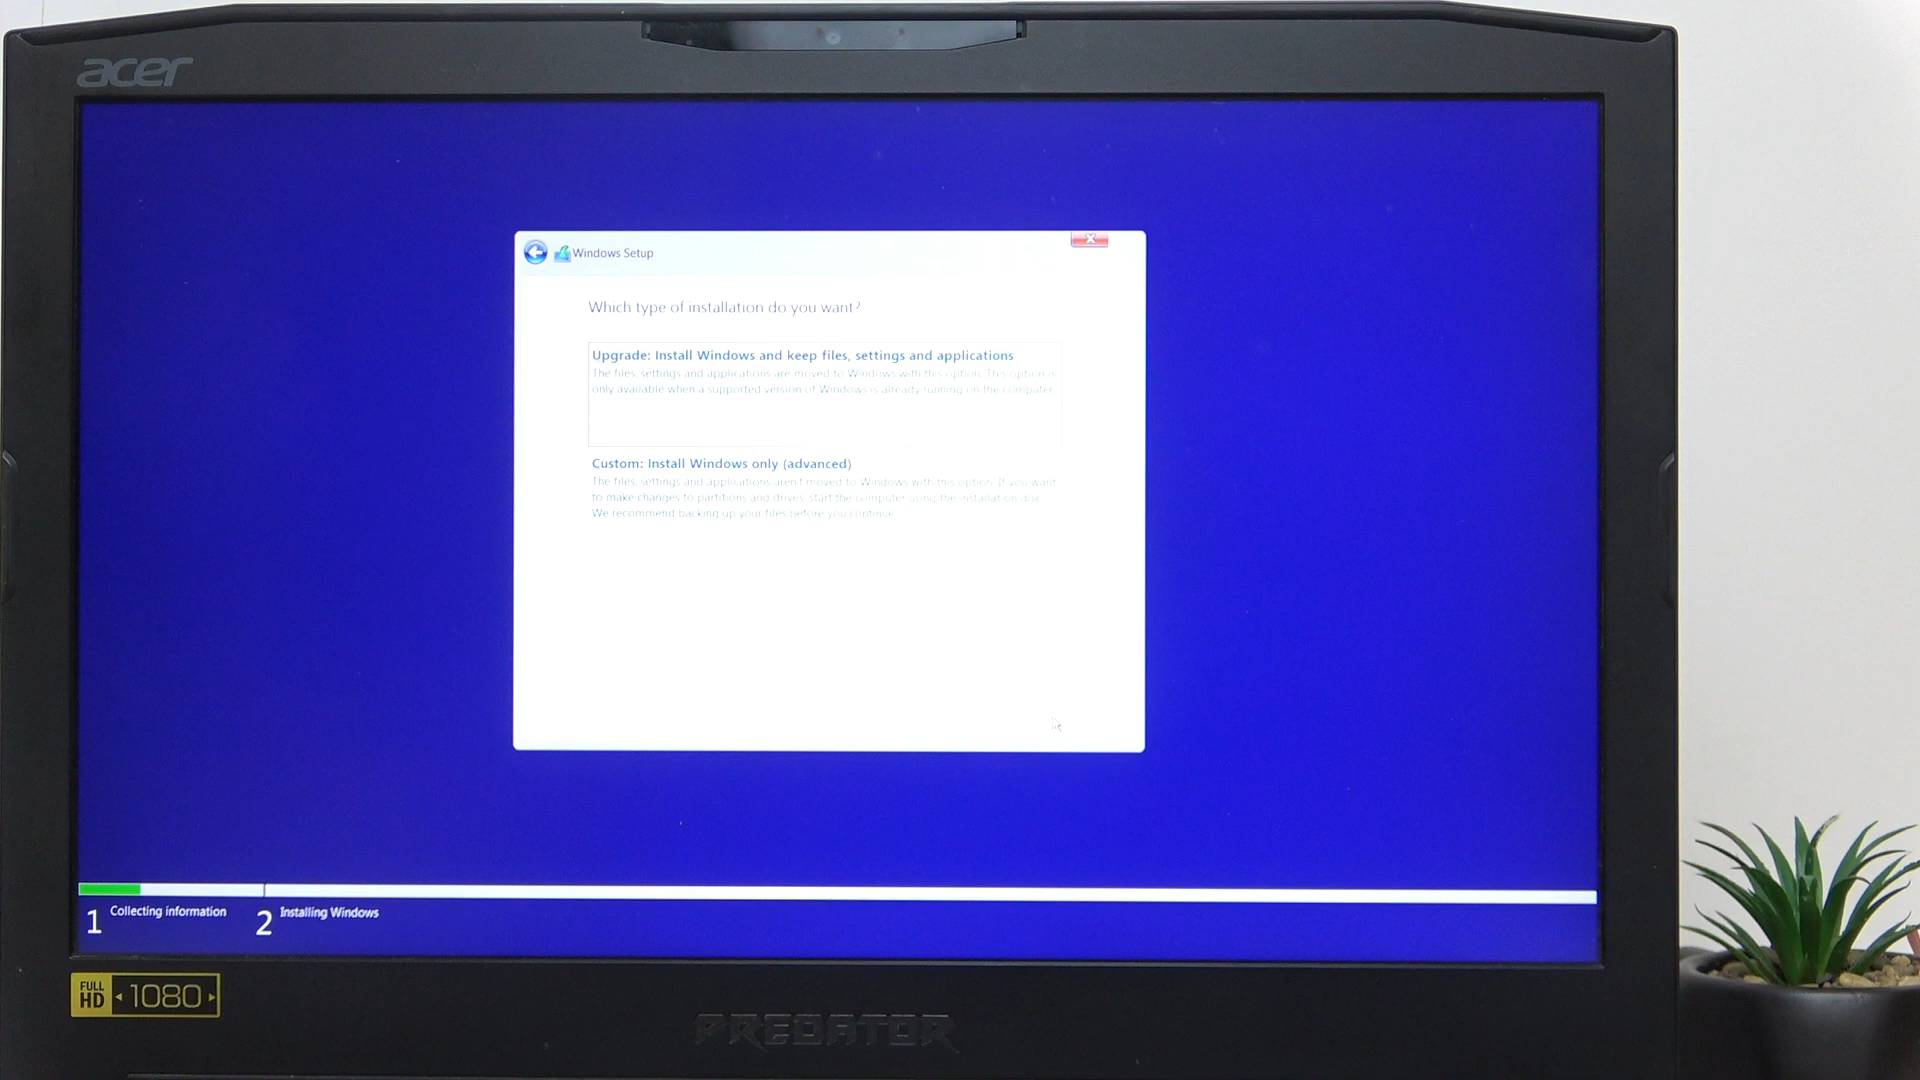 acer
Windows Setup
Which type of installation do you want?
Upgrade: Install Windows and keep files, settings and applications
The files, settings and applications are moved to Windows with this option. This option is
only available when a supported version of Windows is already running on the computer.
Custom: Install Windows only (advanced)
The files, settings and applications aren't moved to Windows with this option. If you want
to make changes to partitions and drives, start the computer using the installation disc.
We recommend backing up your files before you continue.
1 Collecting information 2 Installing Windows
FULL HD 1080
PREDATOR